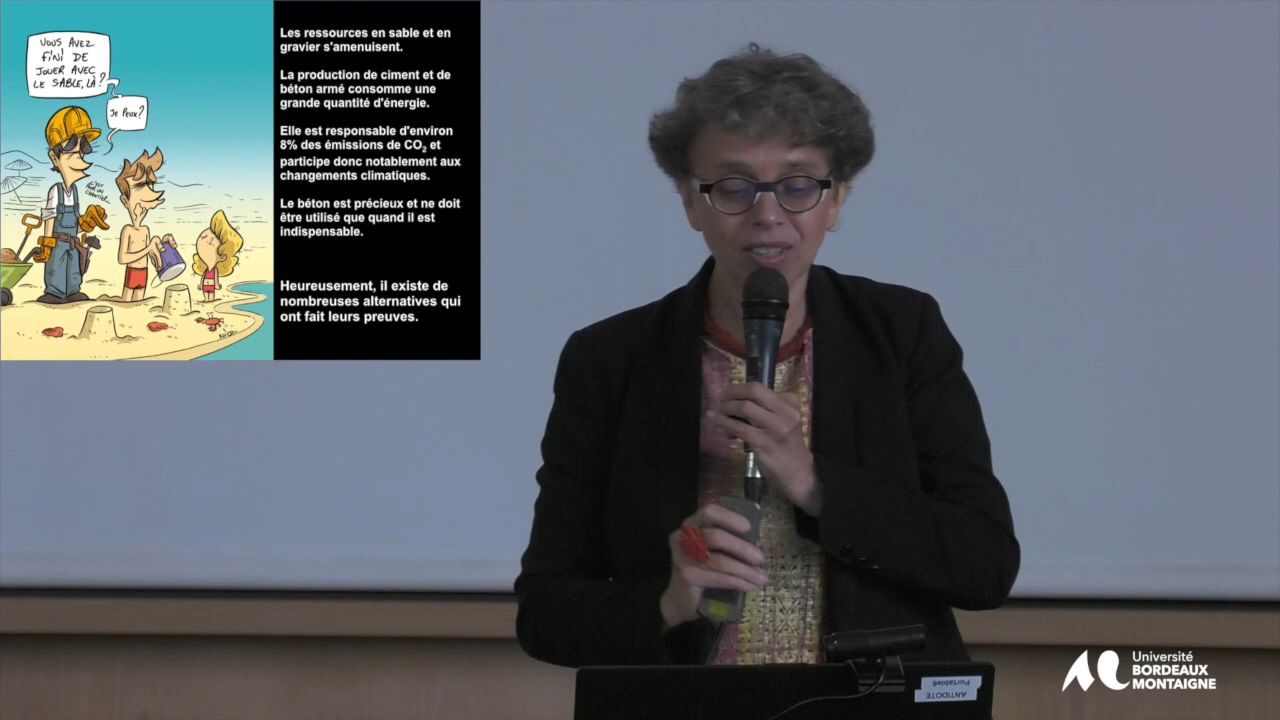 VOUS AVEZ
FINI DE
JOUER AVEC
LE SABLE, LÀ ?
JE PEUX ?
Les ressources en sable et en
gravier s'amenuisent.
La production de ciment et de
béton armé consomme une
grande quantité d'énergie.
Elle est responsable d'environ
8% des émissions de CO₂ et
participe donc notablement aux
changements climatiques.
Le béton est précieux et ne doit
être utilisé que quand il est
indispensable.
Heureusement, il existe de
nombreuses alternatives qui
ont fait leurs preuves.
Portable
ANTIDOTE
Université
BORDEAUX
MONTAIGNE